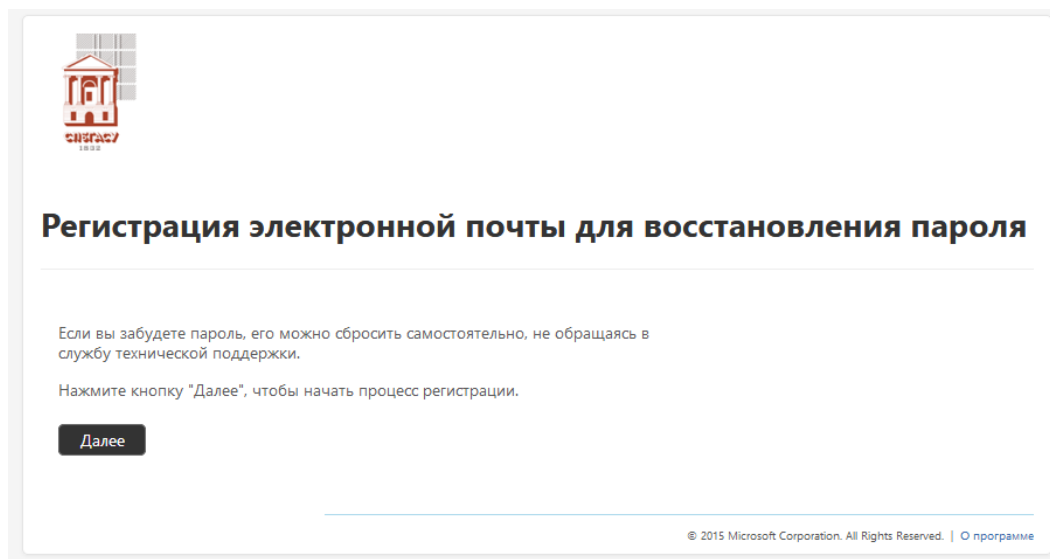 СПбГАСУ
1832
Регистрация электронной почты для восстановления пароля
Если вы забудете пароль, его можно сбросить самостоятельно, не обращаясь в
службу технической поддержки.
Нажмите кнопку "Далее", чтобы начать процесс регистрации.
Далее
© 2015 Microsoft Corporation. All Rights Reserved. | О программе